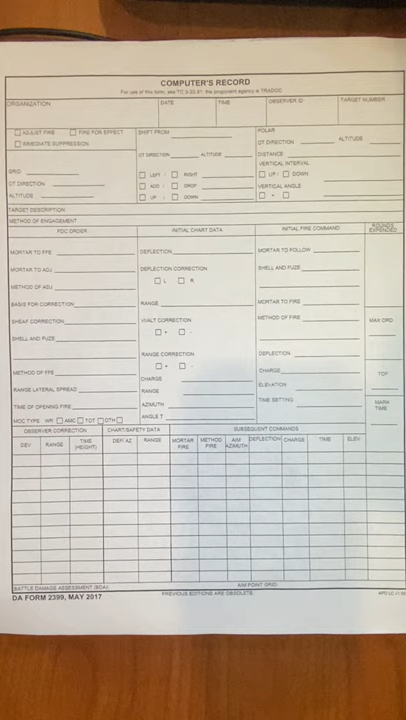 COMPUTER'S RECORD
For use of this form, see TC 3-22.91; the proponent agency is TRADOC
ORGANIZATION DATE TIME OBSERVER ID TARGET NUMBER
ADJUST FIRE FIRE FOR EFFECT
IMMEDIATE SUPPRESSION
GRID:
OT DIRECTION
ALTITUDE
SHIFT FROM
OT DIRECTION ALTITUDE
LEFT / RIGHT
ADD / DROP
UP / DOWN
POLAR
OT DIRECTION ALTITUDE
DISTANCE
VERTICAL INTERVAL
UP / DOWN
VERTICAL ANGLE
+ -
TARGET DESCRIPTION
METHOD OF ENGAGEMENT
FDC ORDER
MORTAR TO FFE
MORTAR TO ADJ
METHOD OF ADJ
BASIS FOR CORRECTION
SHEAF CORRECTION
SHELL AND FUZE
METHOD OF FFE
RANGE LATERAL SPREAD
TIME OF OPENING FIRE
MOC TYPE WR AMC TOT OTH
INITIAL CHART DATA
DEFLECTION
DEFLECTION CORRECTION
L R
RANGE
VI/ALT CORRECTION
+ -
RANGE CORRECTION
+ -
CHARGE
RANGE
AZIMUTH
ANGLE T
INITIAL FIRE COMMAND
MORTAR TO FOLLOW
SHELL AND FUZE
MORTAR TO FIRE
METHOD OF FIRE
DEFLECTION
CHARGE
ELEVATION
TIME SETTING
ROUNDS
EXPENDED
MAX ORD
TOF
MARK
TIME
OBSERVER CORRECTION CHART/SAFETY DATA SUBSEQUENT COMMANDS
DEV RANGE TIME (HEIGHT) DEF/ AZ RANGE MORTAR FIRE METHOD FIRE AIM AZIMUTH DEFLECTION CHARGE TIME ELEV
BATTLE DAMAGE ASSESSMENT (BDA): AIM POINT GRID:
DA FORM 2399, MAY 2017 PREVIOUS EDITIONS ARE OBSOLETE.